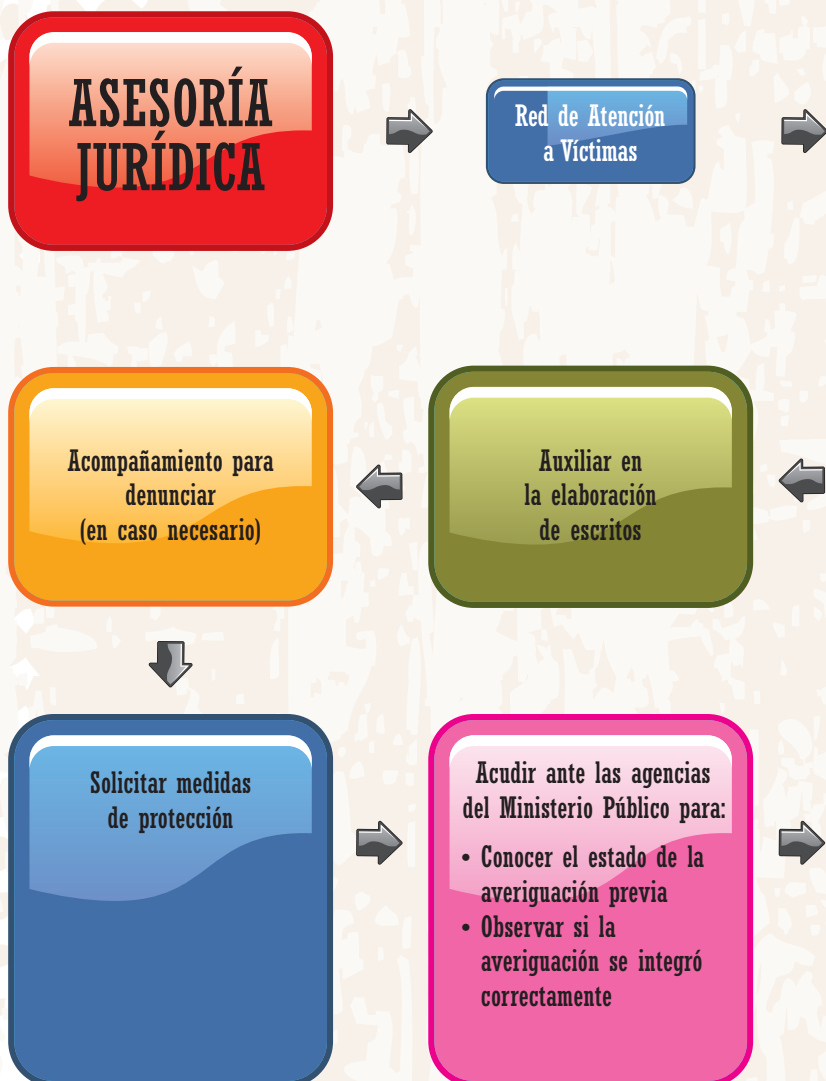 ASESORÍA
JURÍDICA
Red de Atención
a Víctimas
Auxiliar en
la elaboración
de escritos
Acompañamiento para
denunciar
(en caso necesario)
Solicitar medidas
de protección
Acudir ante las agencias
del Ministerio Público para:
• Conocer el estado de la
averiguación previa
• Observar si la
averiguación se integró
correctamente